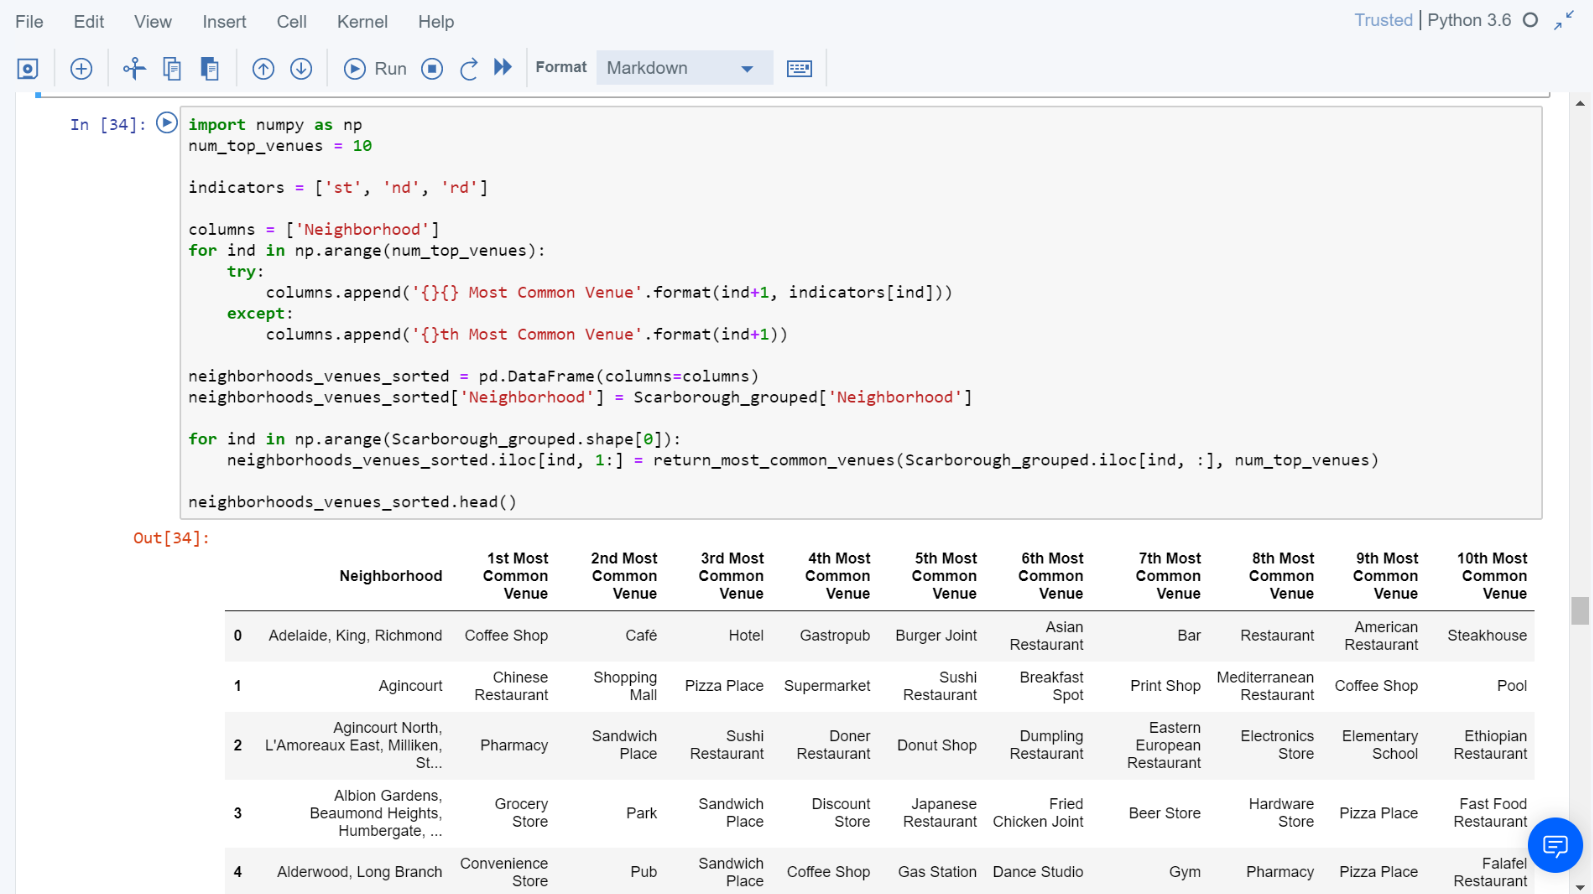 File Edit View Insert Cell Kernel Help Trusted | Python 3.6
Run Format Markdown
In [34]:
import numpy as np
num_top_venues = 10
indicators = ['st', 'nd', 'rd']
columns = ['Neighborhood']
for ind in np.arange(num_top_venues):
    try:
        columns.append('{}{} Most Common Venue'.format(ind+1, indicators[ind]))
    except:
        columns.append('{}th Most Common Venue'.format(ind+1))
neighborhoods_venues_sorted = pd.DataFrame(columns=columns)
neighborhoods_venues_sorted['Neighborhood'] = Scarborough_grouped['Neighborhood']
for ind in np.arange(Scarborough_grouped.shape[0]):
    neighborhoods_venues_sorted.iloc[ind, 1:] = return_most_common_venues(Scarborough_grouped.iloc[ind, :], num_top_venues)
neighborhoods_venues_sorted.head()
Out[34]:
Neighborhood 1st Most Common Venue 2nd Most Common Venue 3rd Most Common Venue 4th Most Common Venue 5th Most Common Venue 6th Most Common Venue 7th Most Common Venue 8th Most Common Venue 9th Most Common Venue 10th Most Common Venue
0 Adelaide, King, Richmond Coffee Shop Café Hotel Gastropub Burger Joint Asian Restaurant Bar Restaurant American Restaurant Steakhouse
1 Agincourt Chinese Restaurant Shopping Mall Pizza Place Supermarket Sushi Restaurant Breakfast Spot Print Shop Mediterranean Restaurant Coffee Shop Pool
2 Agincourt North, L'Amoreaux East, Milliken, St... Pharmacy Sandwich Place Sushi Restaurant Doner Restaurant Donut Shop Dumpling Restaurant Eastern European Restaurant Electronics Store Elementary School Ethiopian Restaurant
3 Albion Gardens, Beaumond Heights, Humbergate, ... Grocery Store Park Sandwich Place Discount Store Japanese Restaurant Fried Chicken Joint Beer Store Hardware Store Pizza Place Fast Food Restaurant
4 Alderwood, Long Branch Convenience Store Pub Sandwich Place Coffee Shop Gas Station Dance Studio Gym Pharmacy Pizza Place Falafel Restaurant